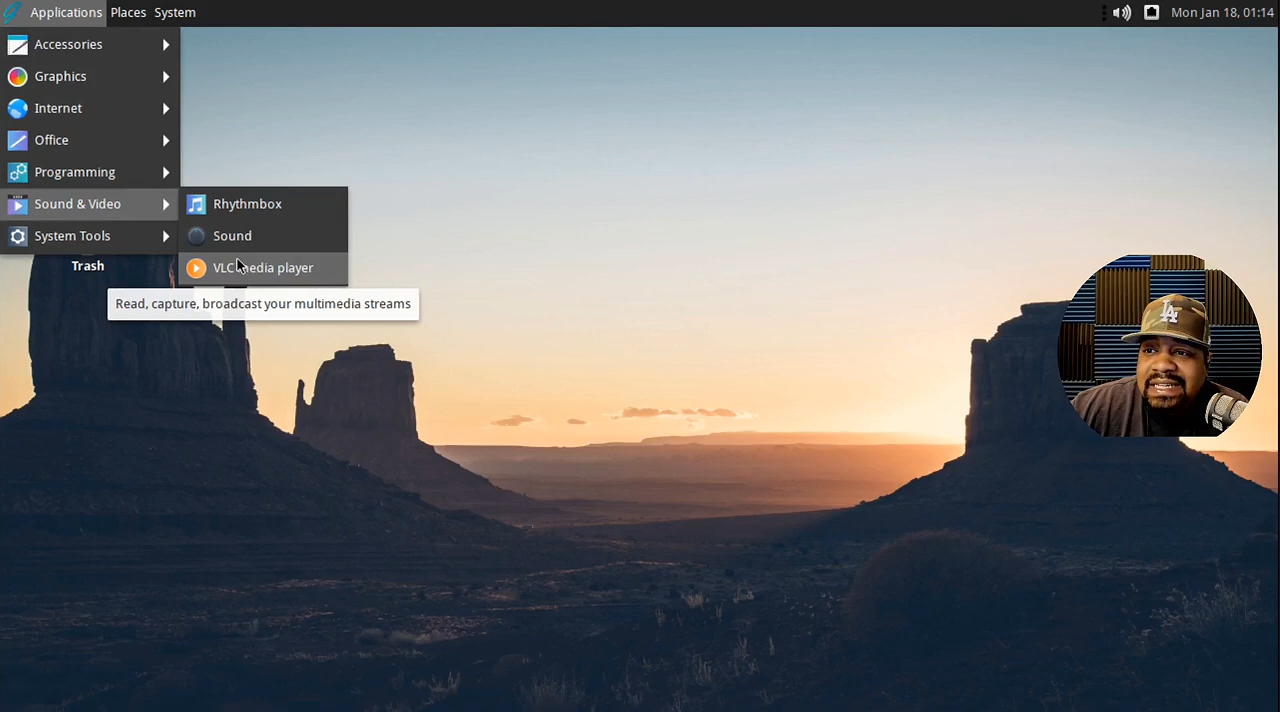 Applications Places System
Mon Jan 18, 01:14
Accessories
Graphics
Internet
Office
Programming
Sound & Video
System Tools
Rhythmbox
Sound
VLC media player
Trash
Read, capture, broadcast your multimedia streams
LA